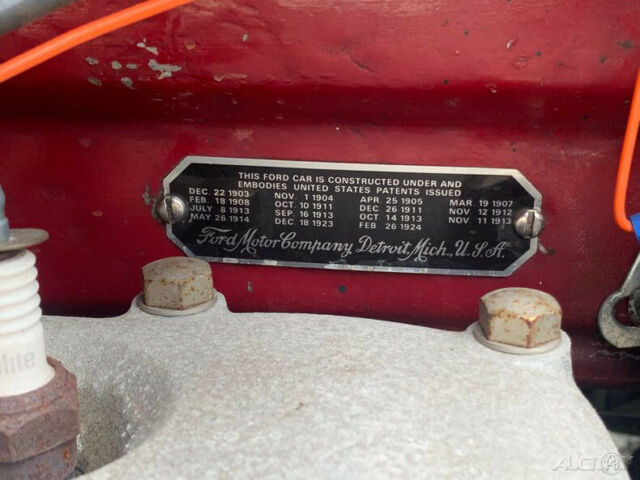 THIS FORD CAR IS CONSTRUCTED UNDER AND
EMBODIES UNITED STATES PATENTS ISSUED
DEC. 22 1903 NOV. 1 1904 APR. 25 1905 MAR. 19 1907
FEB. 18 1908 OCT. 10 1911 DEC. 26 1911 NOV. 12 1912
JULY 8 1913 SEP. 16 1913 OCT. 14 1913 NOV. 11 1913
MAY 26 1914 DEC. 18 1923 FEB. 26 1924
Ford Motor Company Detroit, Mich., U.S.A.